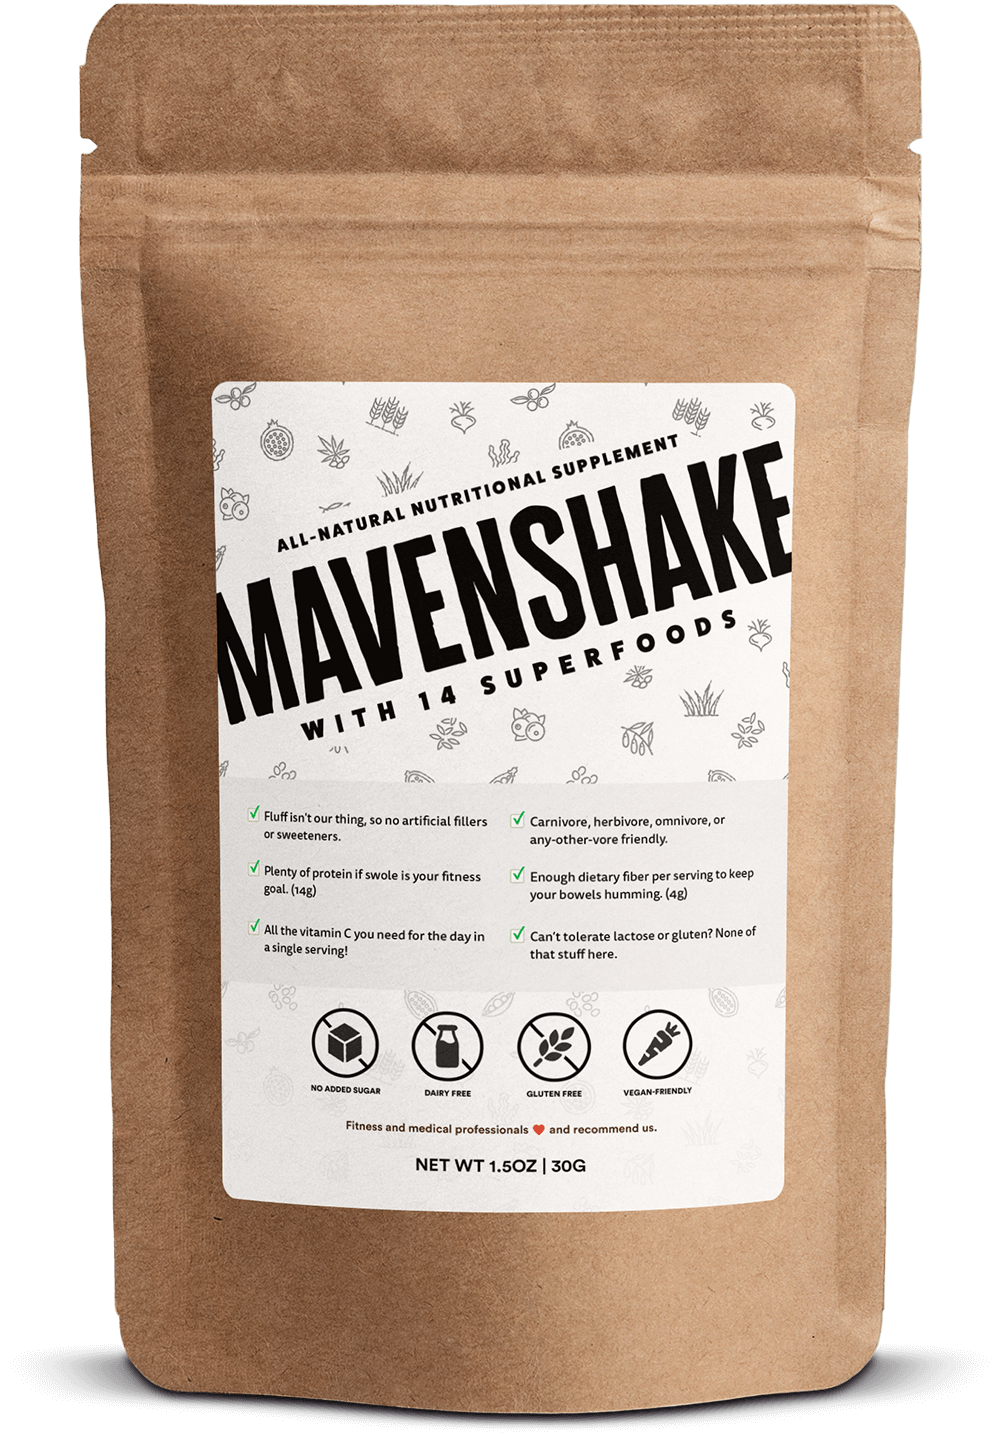 ALL-NATURAL NUTRITIONAL SUPPLEMENT
MAVENSHAKE
WITH 14 SUPERFOODS
Fluff isn't our thing, so no artificial fillers
or sweeteners.
Plenty of protein if swole is your fitness
goal. (14g)
All the vitamin C you need for the day in
a single serving!
Carnivore, herbivore, omnivore, or
any-other-vore friendly.
Enough dietary fiber per serving to keep
your bowels humming. (4g)
Can't tolerate lactose or gluten? None of
that stuff here.
NO ADDED SUGAR
DAIRY FREE
GLUTEN FREE
VEGAN-FRIENDLY
Fitness and medical professionals ❤ and recommend us.
NET WT 1.5OZ | 30G